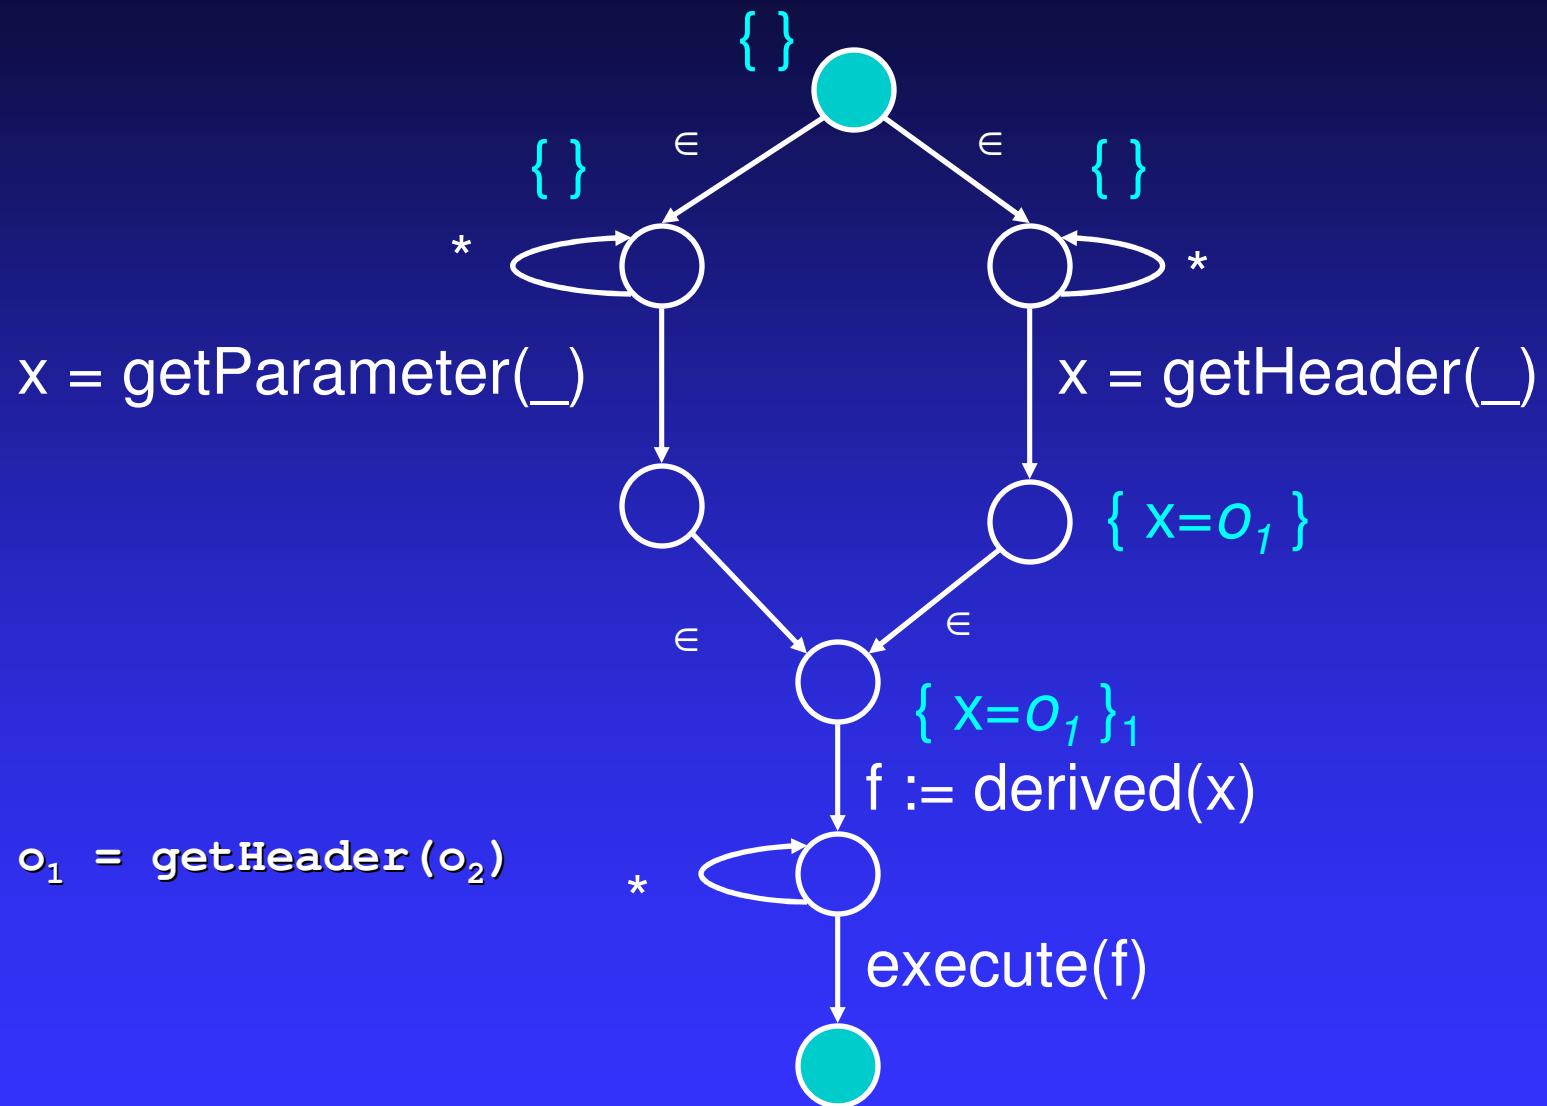 { }
∈ ∈
{ } { }
* *
x = getParameter(_) x = getHeader(_)
{ x=o₁ }
∈ ∈
{ x=o₁ }₁
f := derived(x)
o₁ = getHeader(o₂)
*
execute(f)